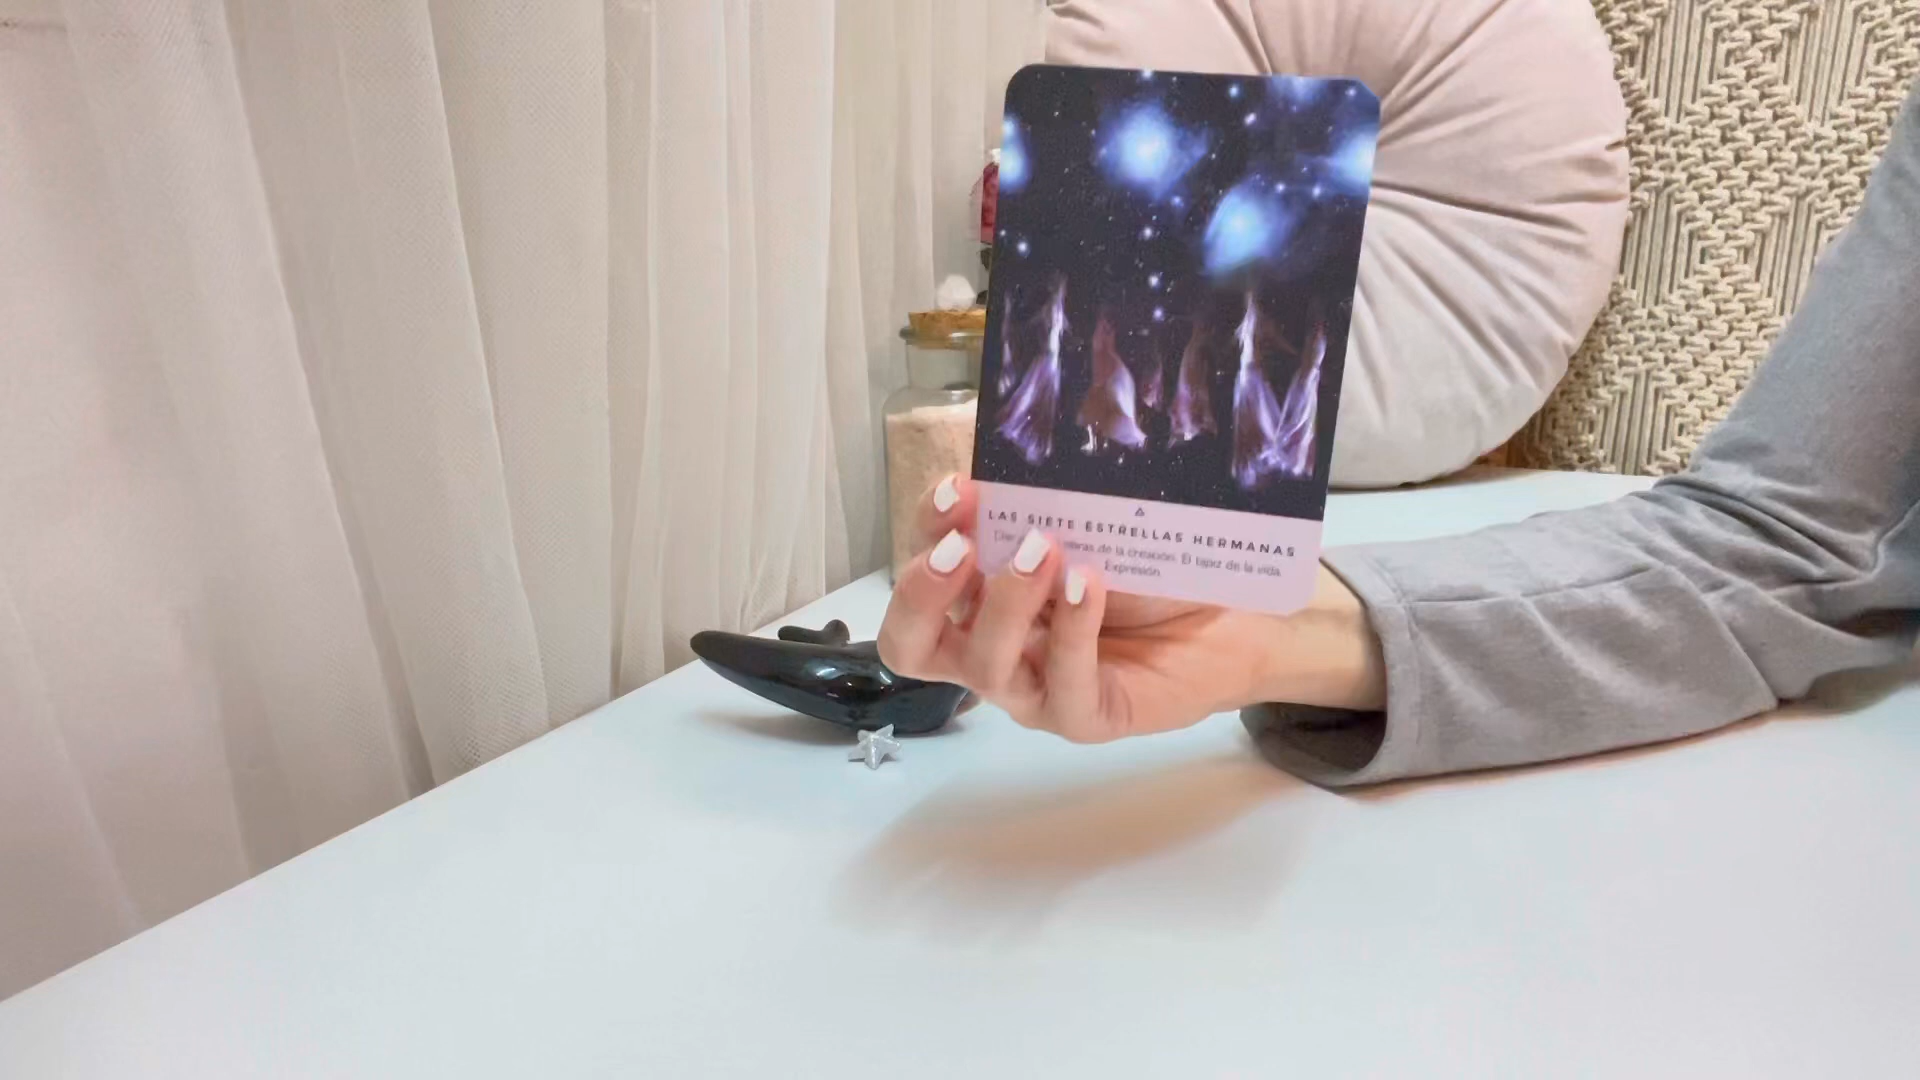 LAS SIETE ESTRELLAS HERMANAS
de la creación. El tapiz de la vida.
Expresión.